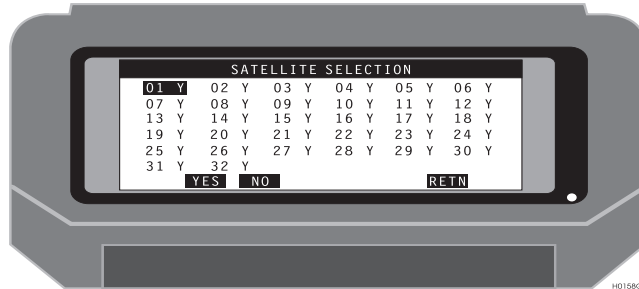 SATELLITE SELECTION
01 Y 02 Y 03 Y 04 Y 05 Y 06 Y
07 Y 08 Y 09 Y 10 Y 11 Y 12 Y
13 Y 14 Y 15 Y 16 Y 17 Y 18 Y
19 Y 20 Y 21 Y 22 Y 23 Y 24 Y
25 Y 26 Y 27 Y 28 Y 29 Y 30 Y
31 Y 32 Y
YES NO RETN